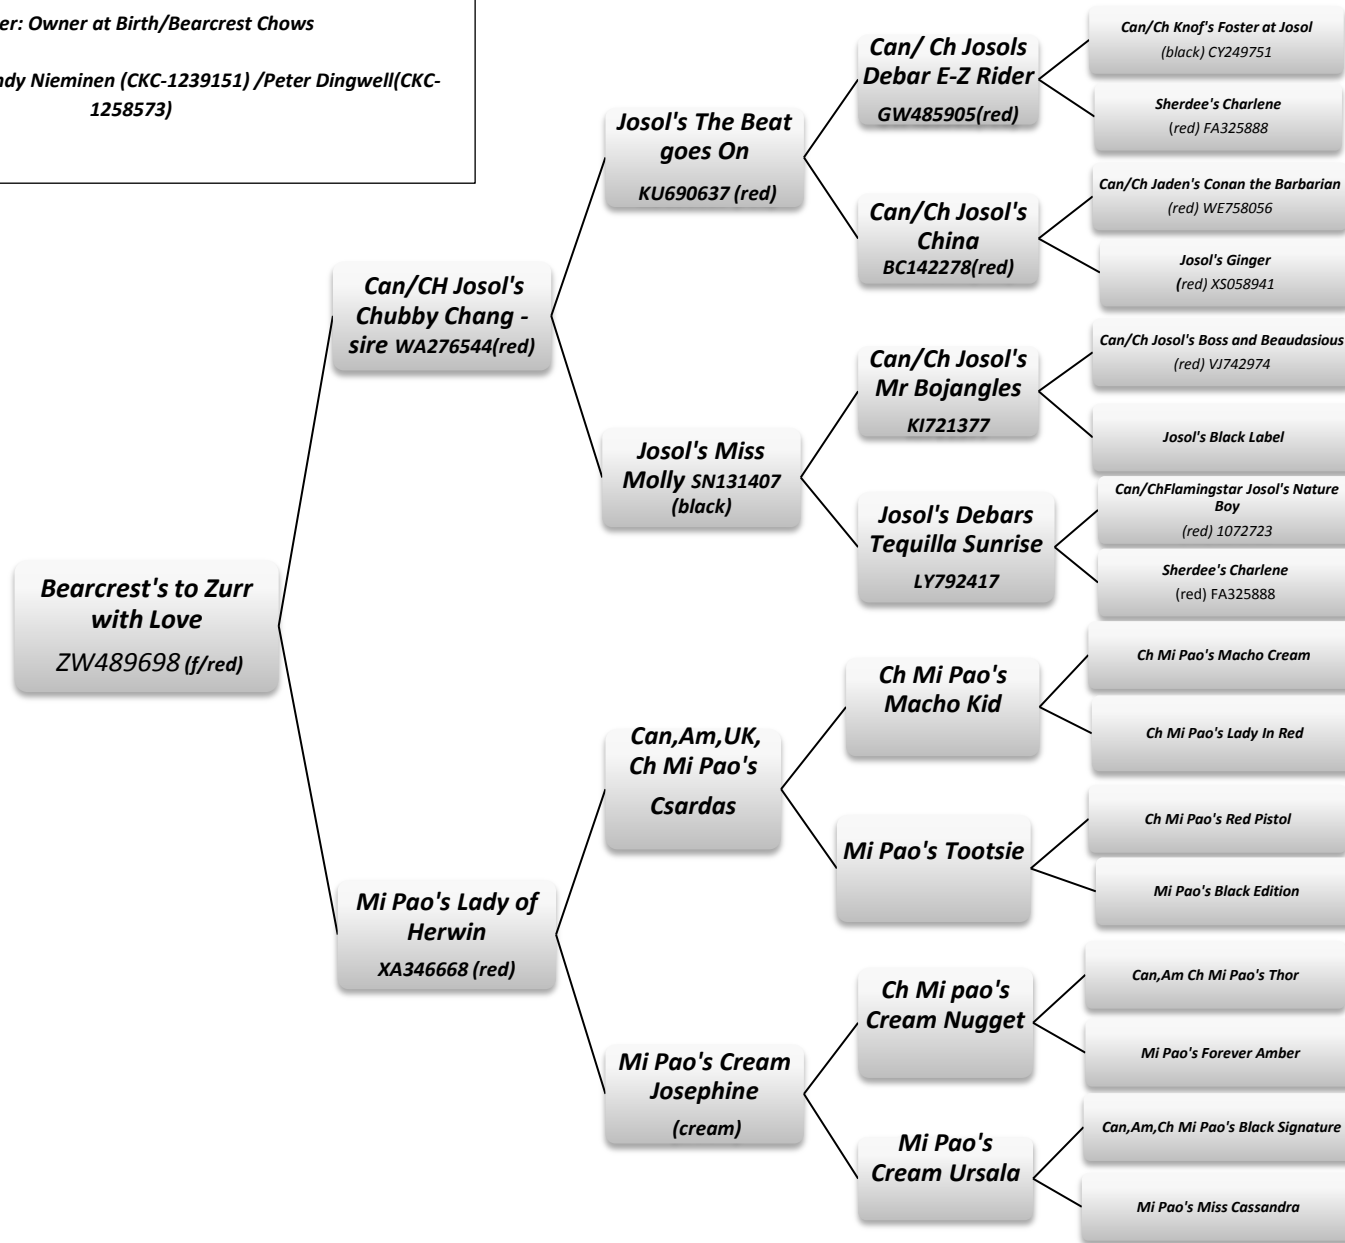 er: Owner at Birth/Bearcrest Chows
ndy Nieminen (CKC-1239151) /Peter Dingwell(CKC-
1258573)
Bearcrest's to Zurr
with Love
ZW489698 (f/red)
Can/CH Josol's
Chubby Chang -
sire WA276544(red)
Mi Pao's Lady of
Herwin
XA346668 (red)
Josol's The Beat
goes On
KU690637 (red)
Josol's Miss
Molly SN131407
(black)
Can,Am,UK,
Ch Mi Pao's
Csardas
Mi Pao's Cream
Josephine
(cream)
Can/ Ch Josols
Debar E-Z Rider
GW485905(red)
Can/Ch Josol's
China
BC142278(red)
Can/Ch Josol's
Mr Bojangles
KI721377
Josol's Debars
Tequilla Sunrise
LY792417
Ch Mi Pao's
Macho Kid
Mi Pao's Tootsie
Ch Mi pao's
Cream Nugget
Mi Pao's
Cream Ursala
Can/Ch Knof's Foster at Josol
(black) CY249751
Sherdee's Charlene
(red) FA325888
Can/Ch Jaden's Conan the Barbarian
(red) WE758056
Josol's Ginger
(red) XS058941
Can/Ch Josol's Boss and Beaudasious
(red) VJ742974
Josol's Black Label
Can/ChFlamingstar Josol's Nature
Boy
(red) 1072723
Sherdee's Charlene
(red) FA325888
Ch Mi Pao's Macho Cream
Ch Mi Pao's Lady In Red
Ch Mi Pao's Red Pistol
Mi Pao's Black Edition
Can,Am Ch Mi Pao's Thor
Mi Pao's Forever Amber
Can,Am,Ch Mi Pao's Black Signature
Mi Pao's Miss Cassandra